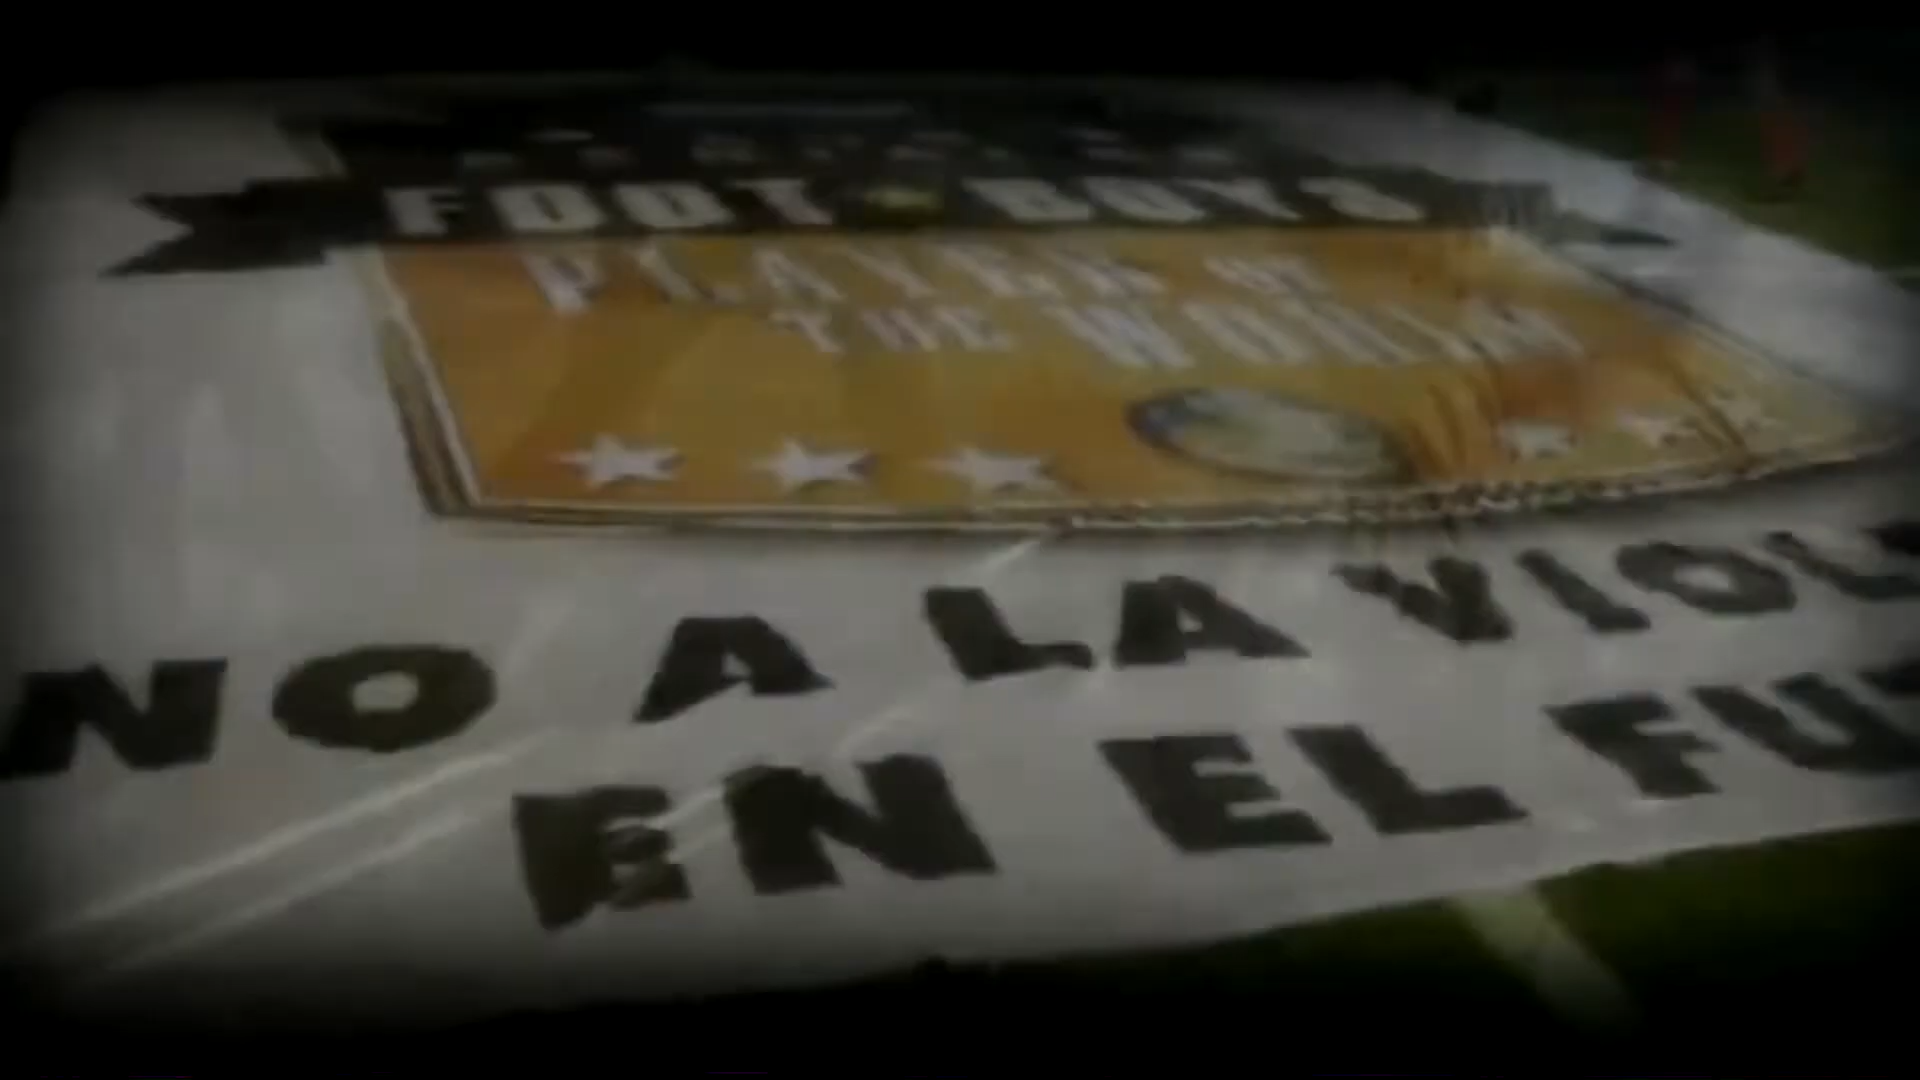 FOOT BOYS
PLAYER OF
THE WORLD
NO A LA VIOL
EN EL FU